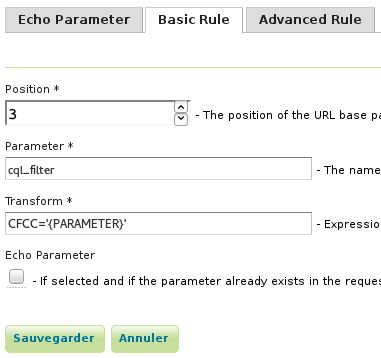 Echo Parameter Basic Rule Advanced Rule
Position *
3 - The position of the URL base pa
Parameter *
cql_filter - The name
Transform *
CFCC='{PARAMETER}' - Expressio
Echo Parameter
- If selected and if the parameter already exists in the reques
Sauvegarder Annuler